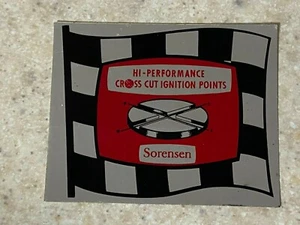 HI-PERFORMANCE
CROSS CUT IGNITION POINTS
Sorensen